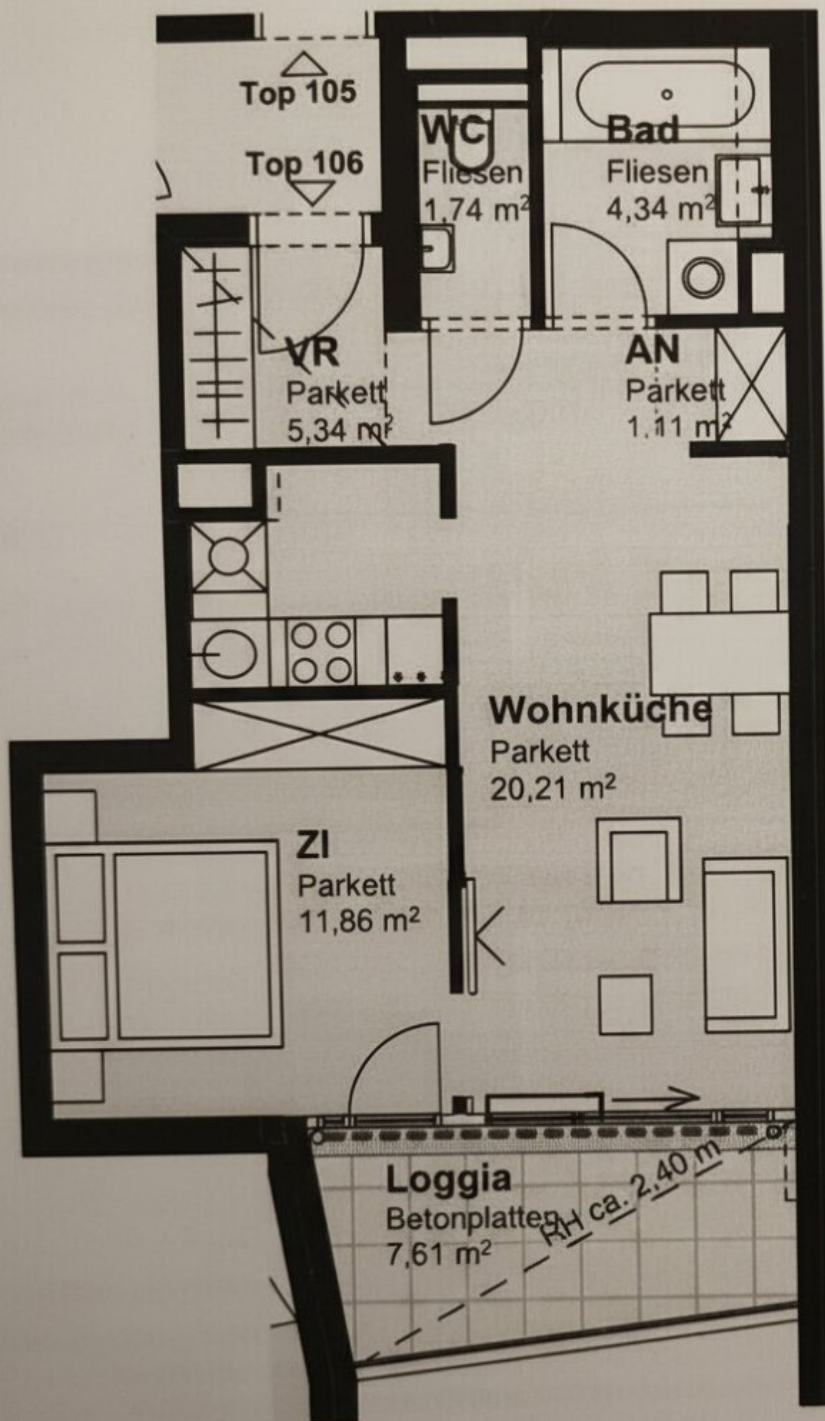 Top 105
Top 106
WC
Fliesen
1,74 m²
Bad
Fliesen
4,34 m²
VR
Parkett
5,34 m²
AN
Parkett
1,11 m²
Wohnküche
Parkett
20,21 m²
ZI
Parkett
11,86 m²
Loggia
Betonplatten
7,61 m²
RH ca. 2,40 m